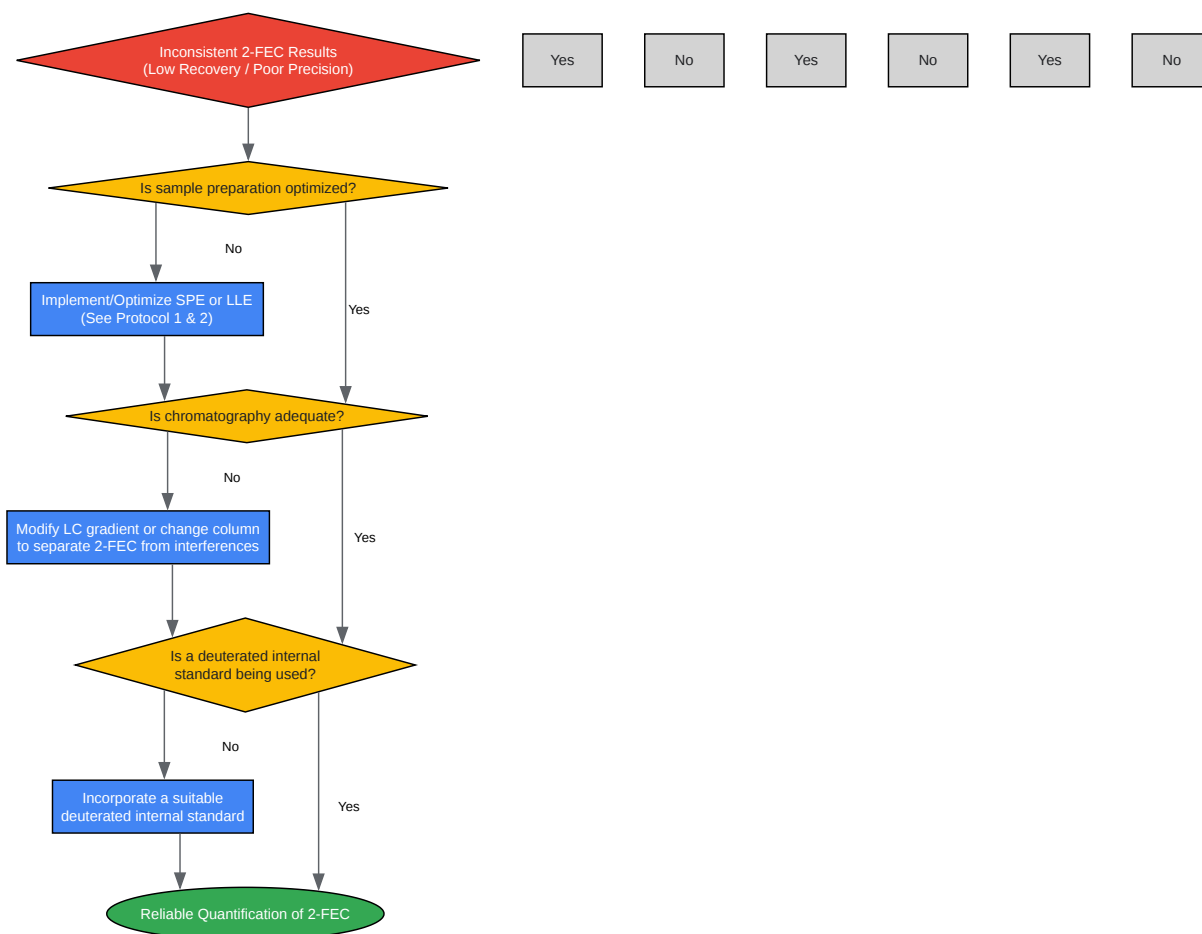 Inconsistent 2-FEC Results
(Low Recovery / Poor Precision)
Yes
No
Yes
No
Yes
No
Is sample preparation optimized?
No
Implement/Optimize SPE or LLE
(See Protocol 1 & 2)
Yes
Is chromatography adequate?
No
Modify LC gradient or change column
to separate 2-FEC from interferences
Yes
Is a deuterated internal
standard being used?
No
Incorporate a suitable
deuterated internal standard
Yes
Reliable Quantification of 2-FEC